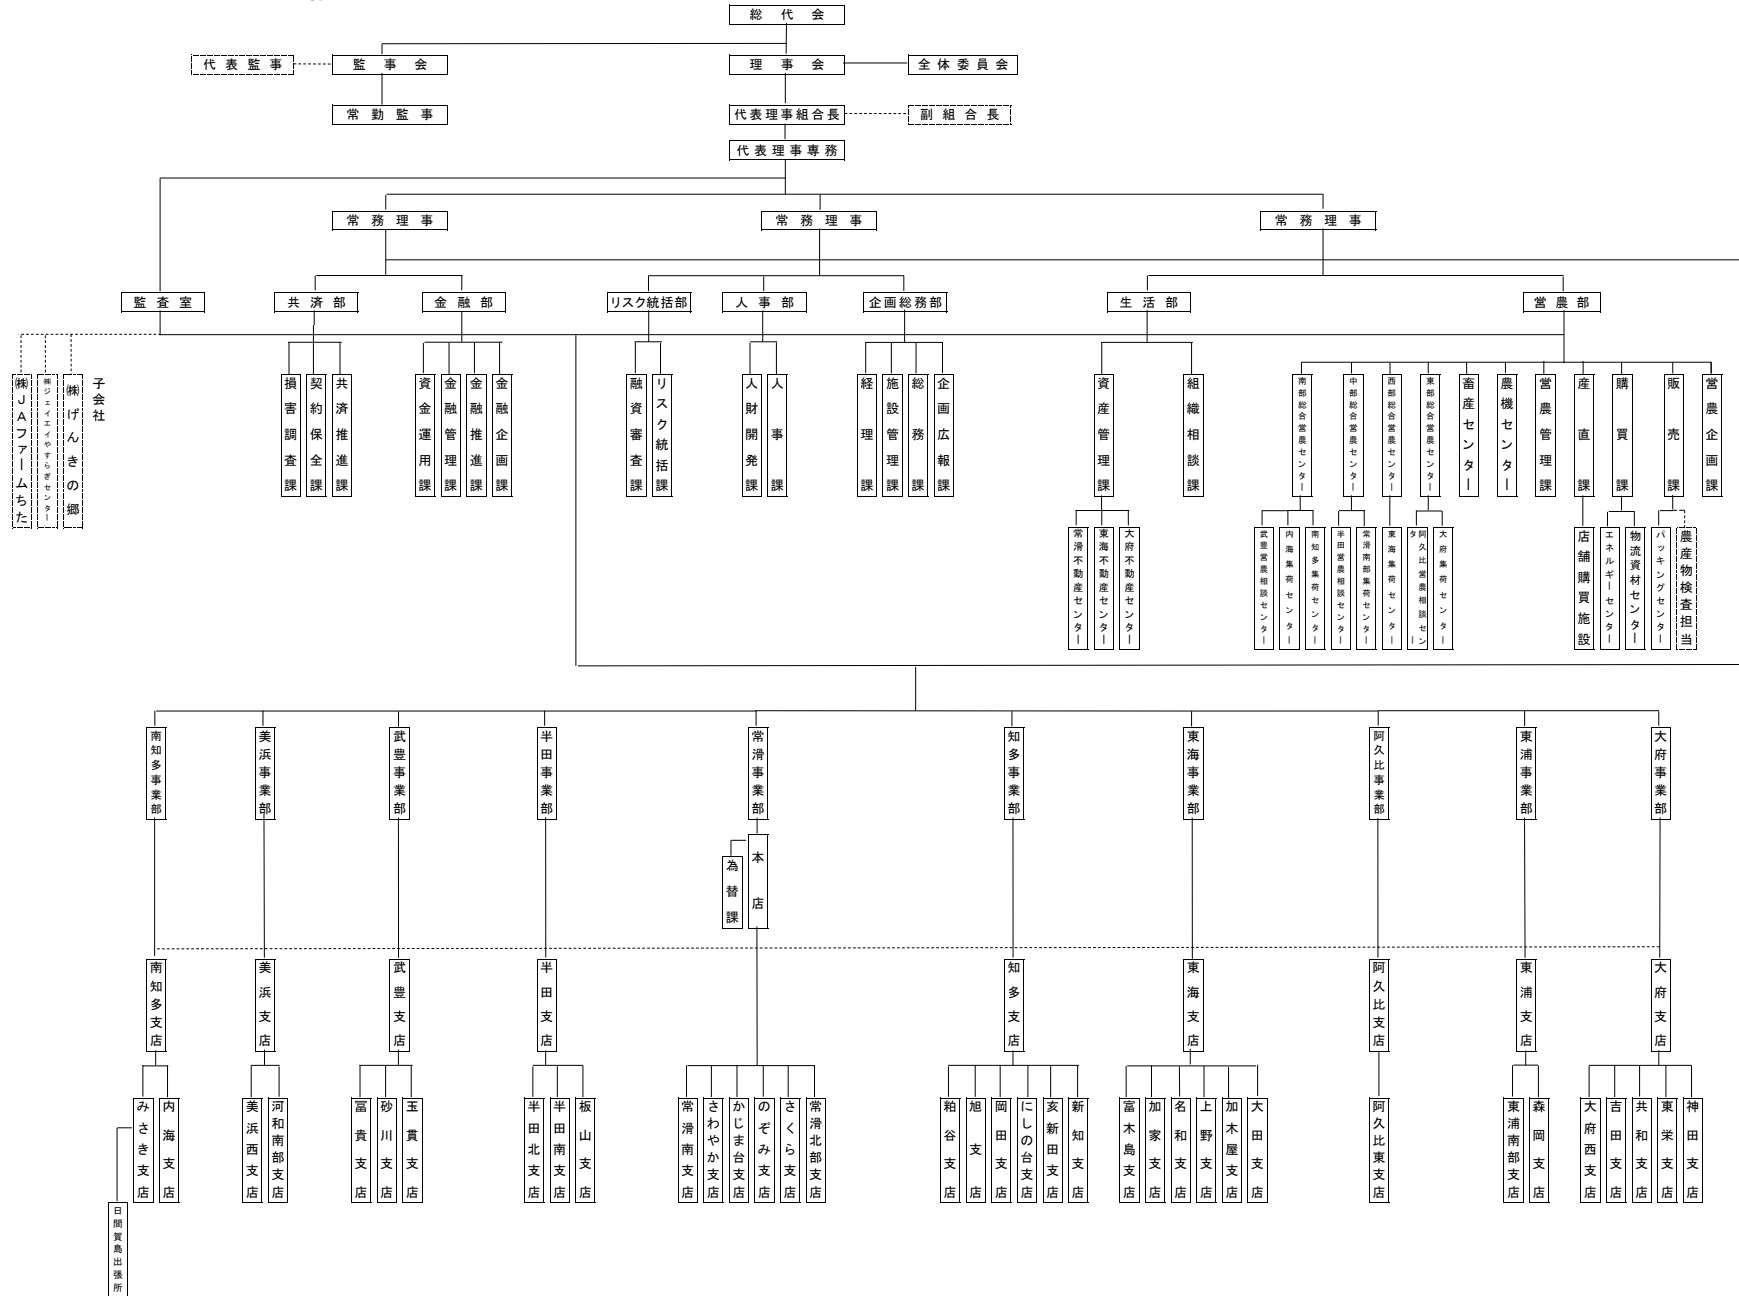 総代会
代表監事
監事会
理事会
全体委員会
常勤監事
代表理事組合長
副組合長
代表理事専務
常務理事
常務理事
常務理事
監査室
共済部
金融部
リスク統括部
人事部
企画総務部
生活部
営農部
㈱JAファームちた
㈱ジェイエイやすらぎセンター
㈱げんきの郷
子会社
損害調査課
契約保全課
共済推進課
資金運用課
金融管理課
金融推進課
金融企画課
融資審査課
リスク統括課
人財開発課
人事課
経理課
施設管理課
総務課
企画広報課
資産管理課
組織相談課
南部総合営農センター
中部総合営農センター
西部総合営農センター
東部総合営農センター
畜産センター
農機センター
営農管理課
産直課
購買課
販売課
営農企画課
常滑不動産センター
東海不動産センター
大府不動産センター
武豊営農相談センター
内海集荷センター
南知多集荷センター
半田営農相談センター
常滑南部集荷センター
東海集荷センター
阿久比営農相談センター
大府集荷センター
店舗購買施設
エネルギーセンター
物流資材センター
パッキングセンター
農産物検査担当
南知多事業部
美浜事業部
武豊事業部
半田事業部
常滑事業部
知多事業部
東海事業部
阿久比事業部
東浦事業部
大府事業部
為替課
本店
南知多支店
美浜支店
武豊支店
半田支店
知多支店
東海支店
阿久比支店
東浦支店
大府支店
みさき支店
内海支店
美浜西支店
河和南部支店
冨貴支店
砂川支店
玉貫支店
半田北支店
半田南支店
板山支店
常滑南支店
さわやか支店
かじま台支店
のぞみ支店
さくら支店
常滑北部支店
粕谷支店
旭支店
岡田支店
にしの台支店
亥新田支店
新知支店
富木島支店
加家支店
名和支店
上野支店
加木屋支店
大田支店
阿久比東支店
東浦南部支店
森岡支店
大府西支店
吉田支店
共和支店
東栄支店
神田支店
日間賀島出張所